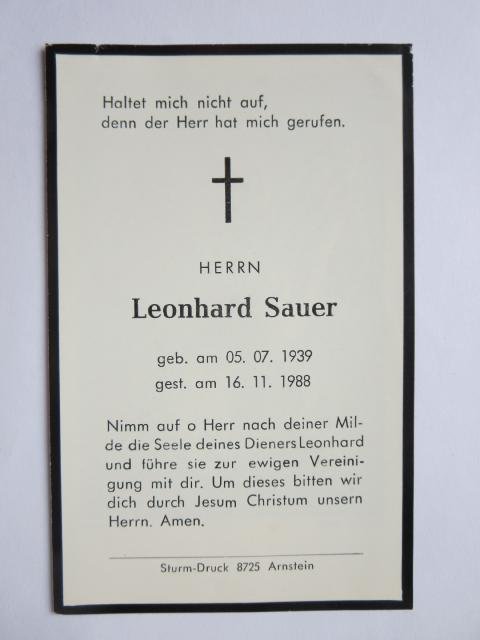 Haltet mich nicht auf,
denn der Herr hat mich gerufen.
HERRN
Leonhard Sauer
geb. am 05. 07. 1939
gest. am 16. 11. 1988
Nimm auf o Herr nach deiner Mil-
de die Seele deines Dieners Leonhard
und führe sie zur ewigen Vereini-
gung mit dir. Um dieses bitten wir
dich durch Jesum Christum unsern
Herrn. Amen.
Sturm-Druck 8725 Arnstein